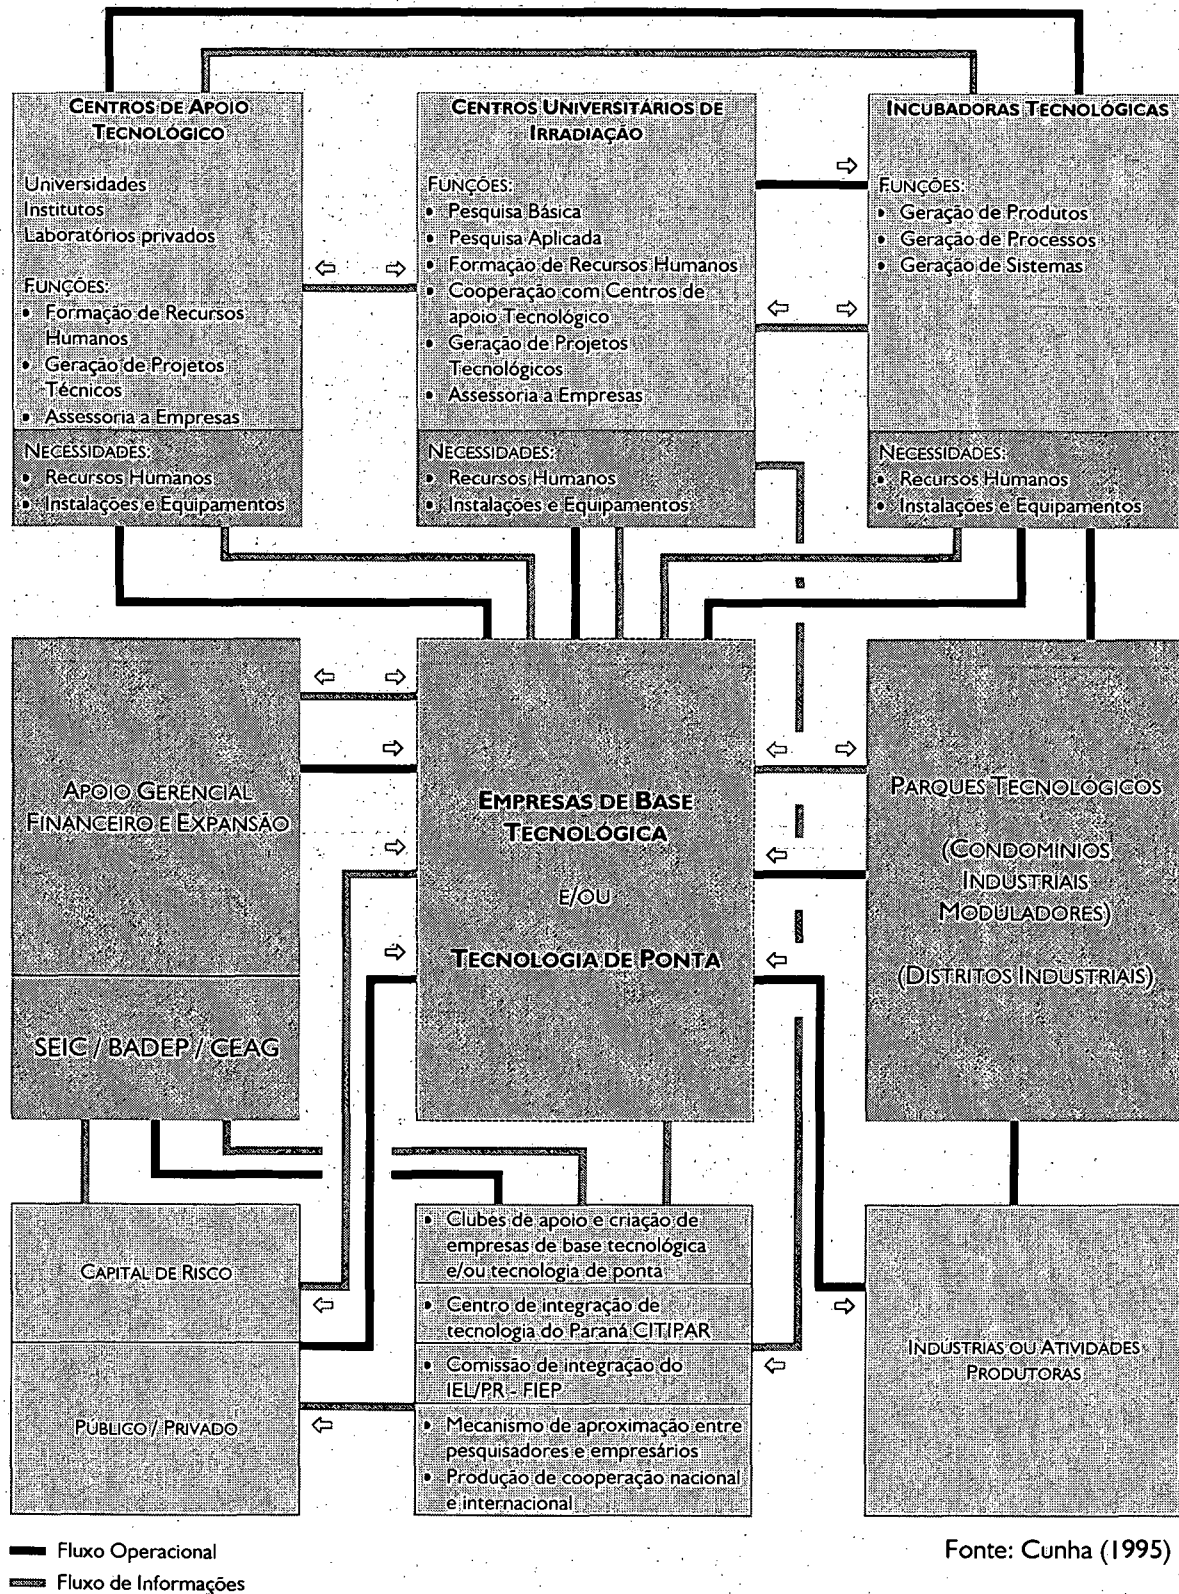 CENTROS DE APOIO
TECNOLÓGICO
Universidades
Institutos
Laboratórios privados
FUNÇÕES:
• Formação de Recursos
Humanos
• Geração de Projetos
Técnicos
• Assessoria a Empresas
NECESSIDADES:
• Recursos Humanos
• Instalações e Equipamentos
CENTROS UNIVERSITÁRIOS DE
IRRADIAÇÃO
FUNÇÕES:
• Pesquisa Básica
• Pesquisa Aplicada
• Formação de Recursos Humanos
• Cooperação com Centros de
apoio Tecnológico
• Geração de Projetos
Tecnológicos
• Assessoria a Empresas
NECESSIDADES:
• Recursos Humanos
• Instalações e Equipamentos
INCUBADORAS TECNOLÓGICAS
FUNÇÕES:
• Geração de Produtos
• Geração de Processos
• Geração de Sistemas
NECESSIDADES:
• Recursos Humanos
• Instalações e Equipamentos
APOIO GERENCIAL
FINANCEIRO E EXPANSÃO
SEIC / BADEP / CEAG
EMPRESAS DE BASE
TECNOLÓGICA
E/OU
TECNOLOGIA DE PONTA
PARQUES TECNOLÓGICOS
(CONDOMÍNIOS
INDUSTRIAIS
MODULADORES)
(DISTRITOS INDUSTRIAIS)
CAPITAL DE RISCO
PÚBLICO / PRIVADO
• Clubes de apoio e criação de
empresas de base tecnológica
e/ou tecnologia de ponta
• Centro de integração de
tecnologia do Paraná CITIPAR
• Comissão de integração do
IEL/PR - FIEP
• Mecanismo de aproximação entre
pesquisadores e empresários
• Produção de cooperação nacional
e internacional
INDÚSTRIAS OU ATIVIDADES
PRODUTORAS
Fluxo Operacional
Fluxo de Informações
Fonte: Cunha (1995)